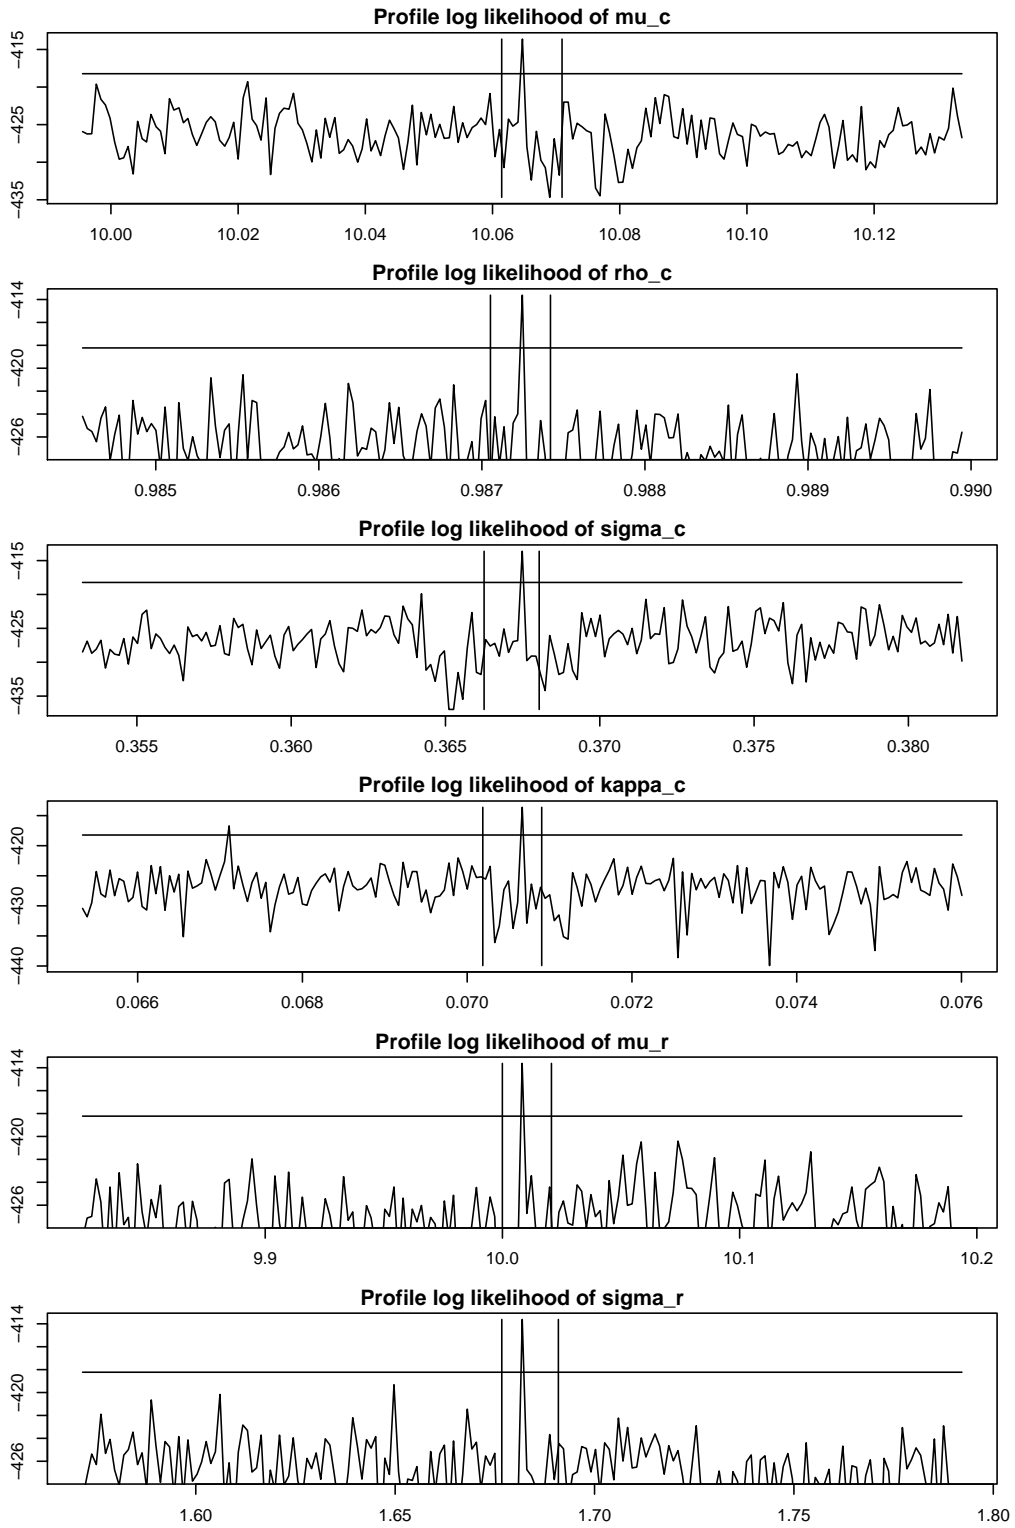 Profile log likelihood of mu_c
−415
−425
−435
10.00 10.02 10.04 10.06 10.08 10.10 10.12
Profile log likelihood of rho_c
−414
−420
−426
0.985 0.986 0.987 0.988 0.989 0.990
Profile log likelihood of sigma_c
−415
−425
−435
0.355 0.360 0.365 0.370 0.375 0.380
Profile log likelihood of kappa_c
−420
−430
−440
0.066 0.068 0.070 0.072 0.074 0.076
Profile log likelihood of mu_r
−414
−420
−426
9.9 10.0 10.1 10.2
Profile log likelihood of sigma_r
−414
−420
−426
1.60 1.65 1.70 1.75 1.80